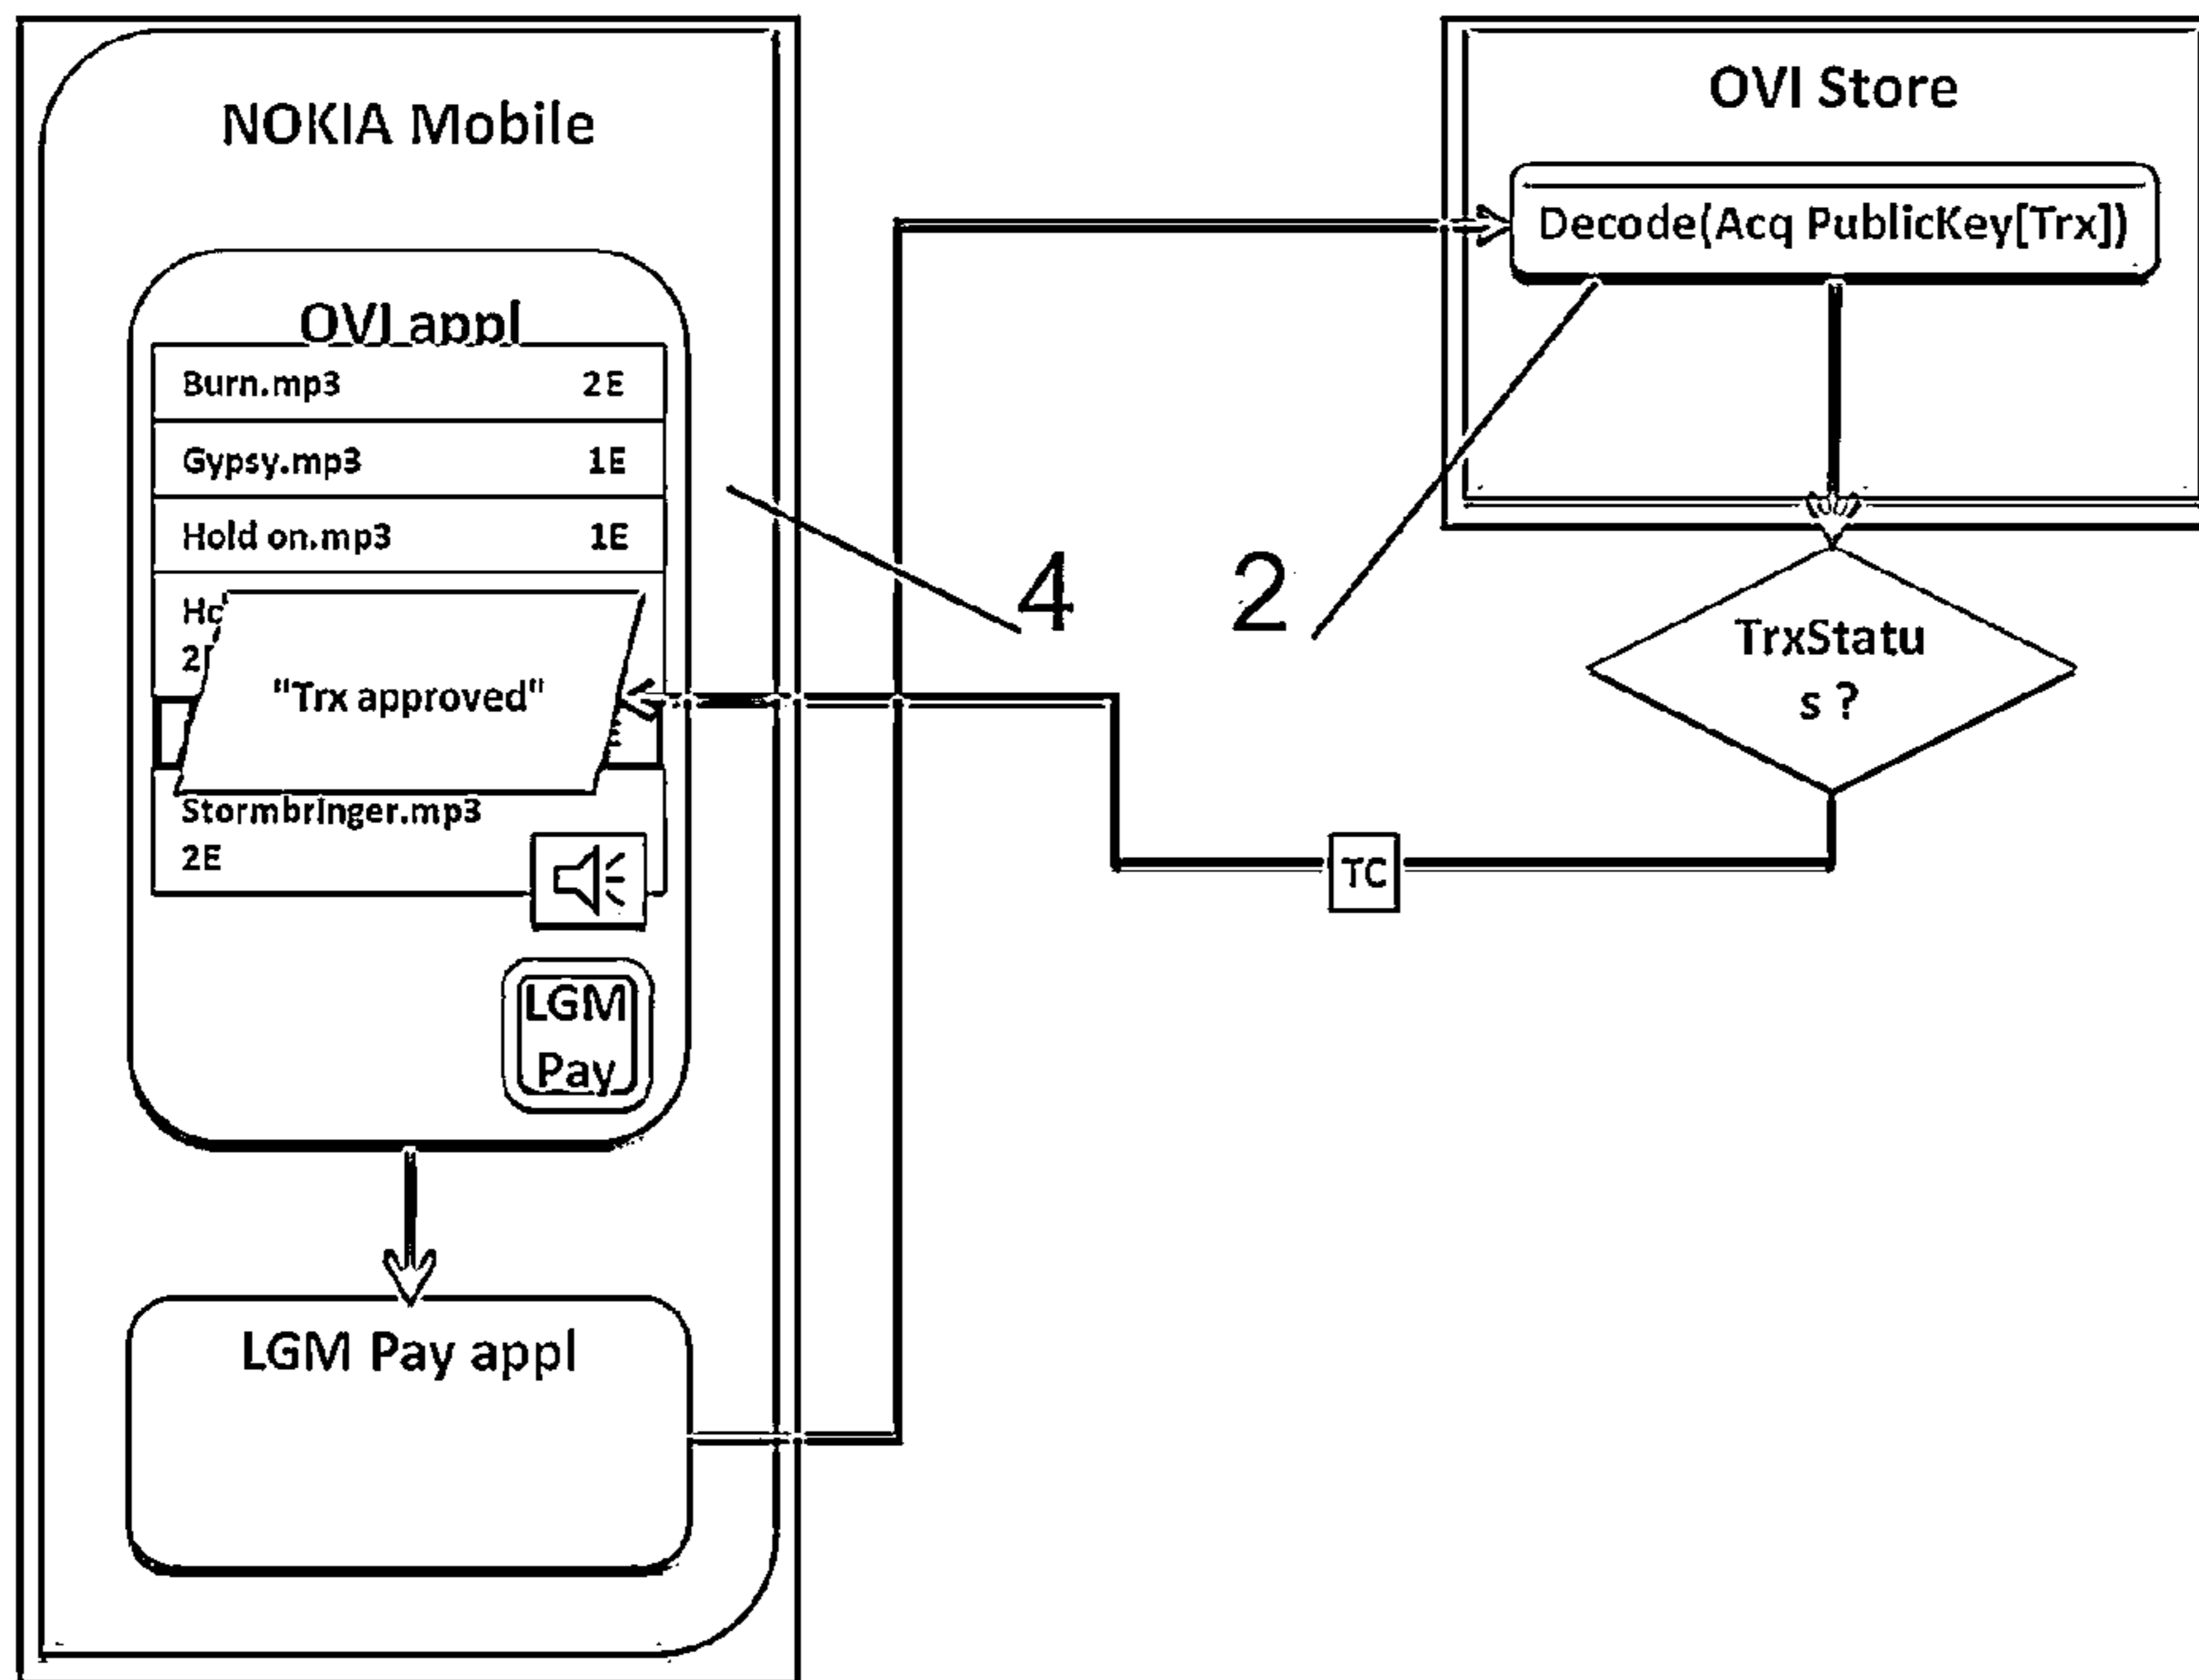 NOKIA Mobile
OVI appl
Burn.mp3 2E
Gypsy.mp3 1E
Hold on.mp3 1E
"Trx approved"
Stormbringer.mp3
2E
LGM
Pay
LGM Pay appl
4
2
OVI Store
Decode(Acq PublicKey[Trx])
TrxStatu
s ?
TC